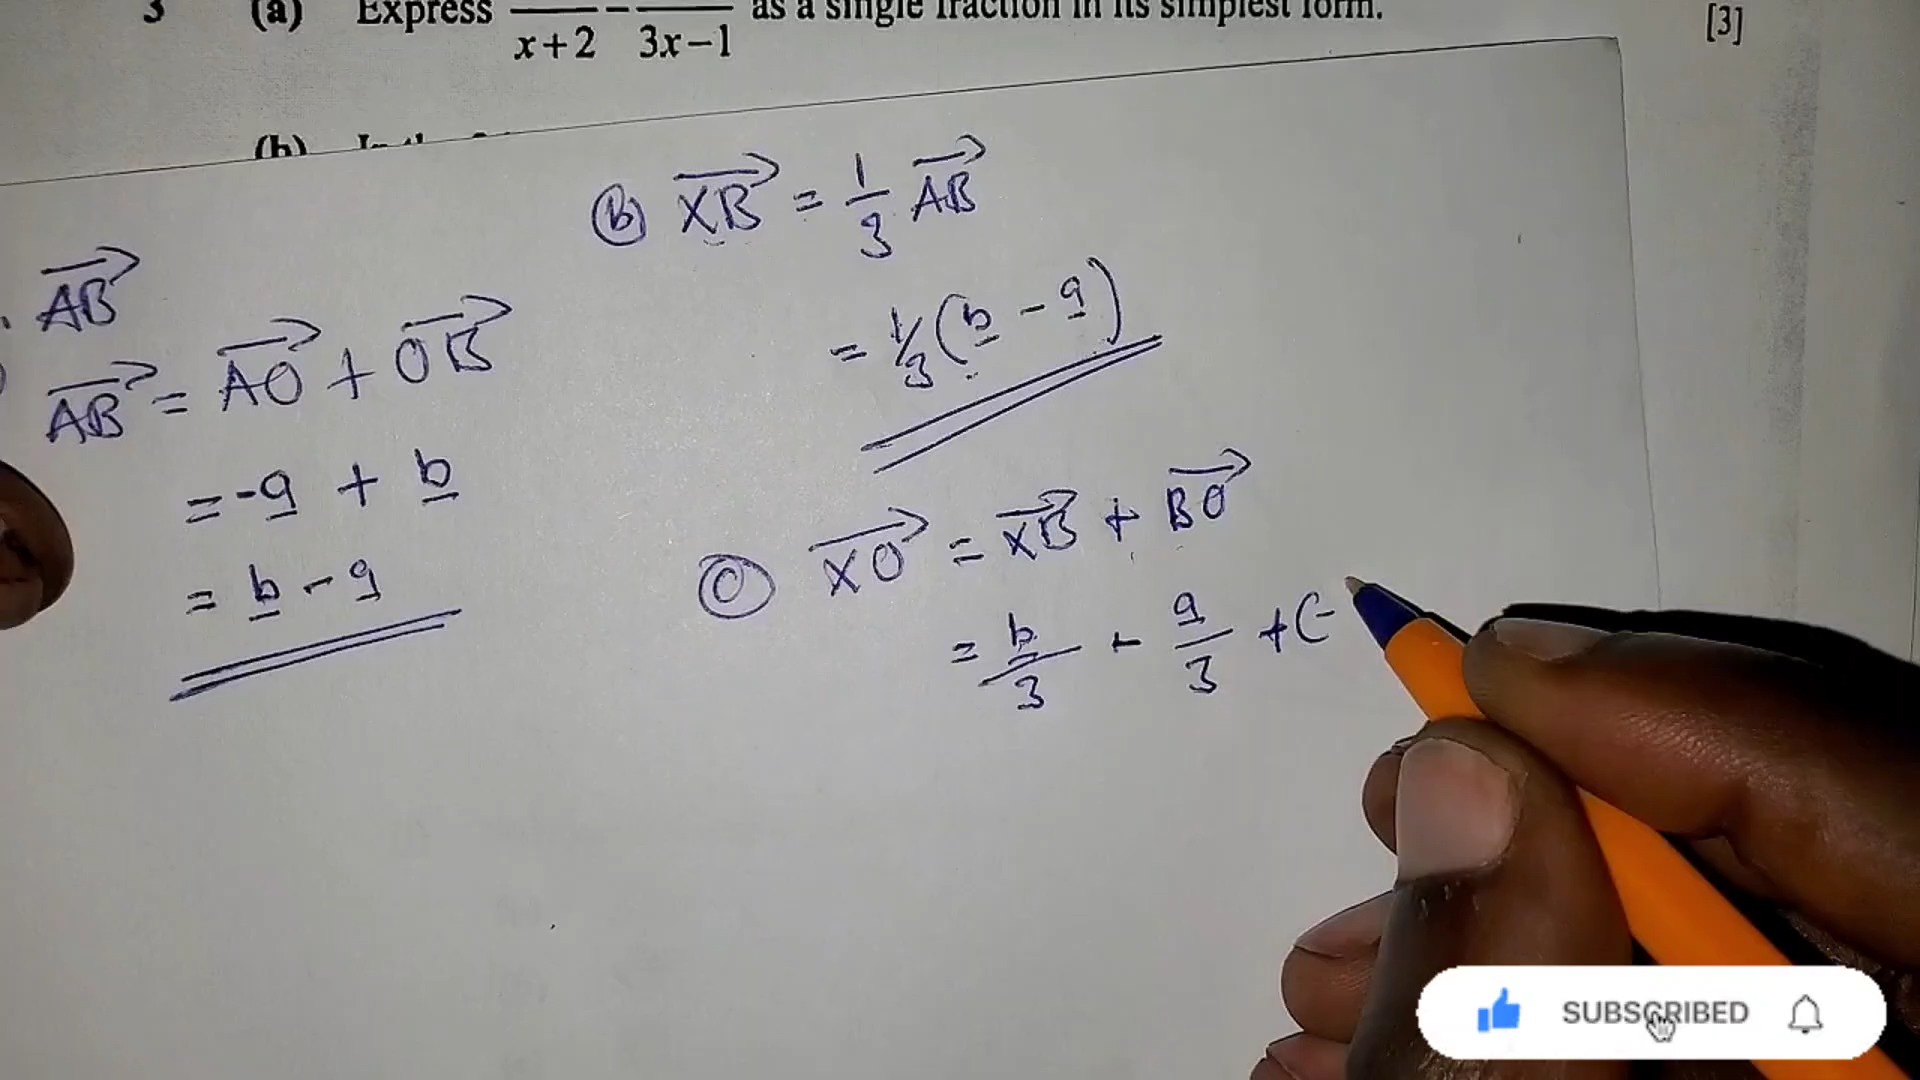 3 (a) Express x+2 - 3x-1 as a single fraction in its simplest form. [3]
(b)
AB
AB = AO + OB
= -a + b
= b - a
(b) XB = 1/3 AB
= 1/3 (b - a)
(c) XO = XB + BO
= b/3 - a/3 + (-
SUBSCRIBED